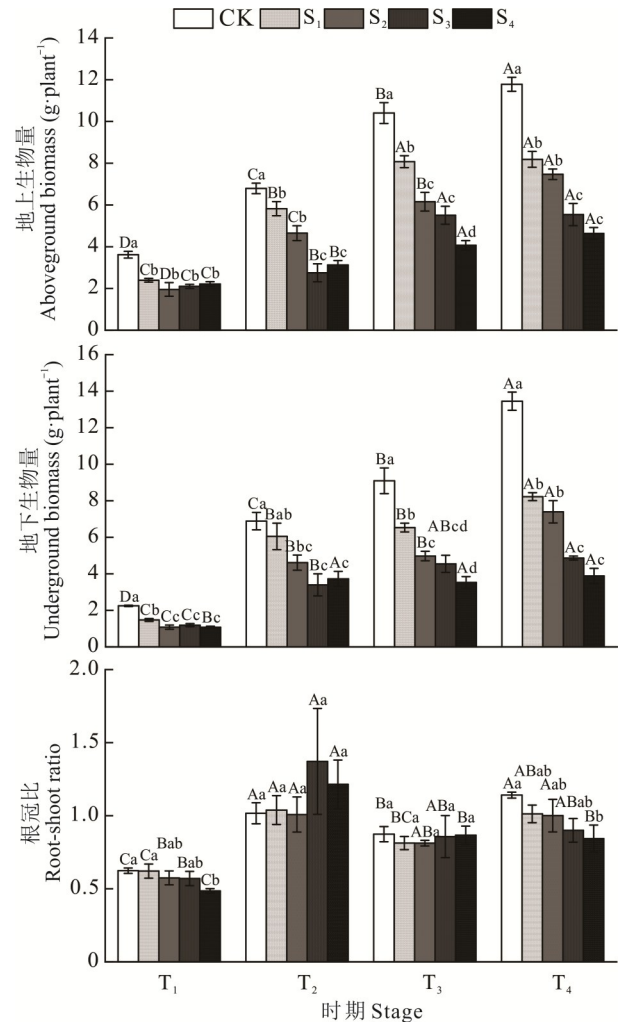 CK S₁ S₂ S₃ S₄
地上生物量
Aboveground biomass (g·plant⁻¹)
14
12
10
8
6
4
2
0
Da Cb Db Cb Cb
Ca Bb Cb Bc Bc
Ba Ab Bc Ac Ad
Aa Ab Ab Ac Ac
地下生物量
Underground biomass (g·plant⁻¹)
16
14
12
10
8
6
4
2
0
Da Cb Cc Cc Bc
Ca Bab Bbc Bc Ac
Ba Bb Bc ABcd Ad
Aa Ab Ab Ac Ac
根冠比
Root-shoot ratio
2.0
1.5
1.0
0.5
0
Ca Ca Bab Bab Cb
Aa Aa Aa Aa Aa
Ba BCa ABa ABa Ba
Aa ABab Aab ABab Bb
T₁ T₂ T₃ T₄
时期 Stage